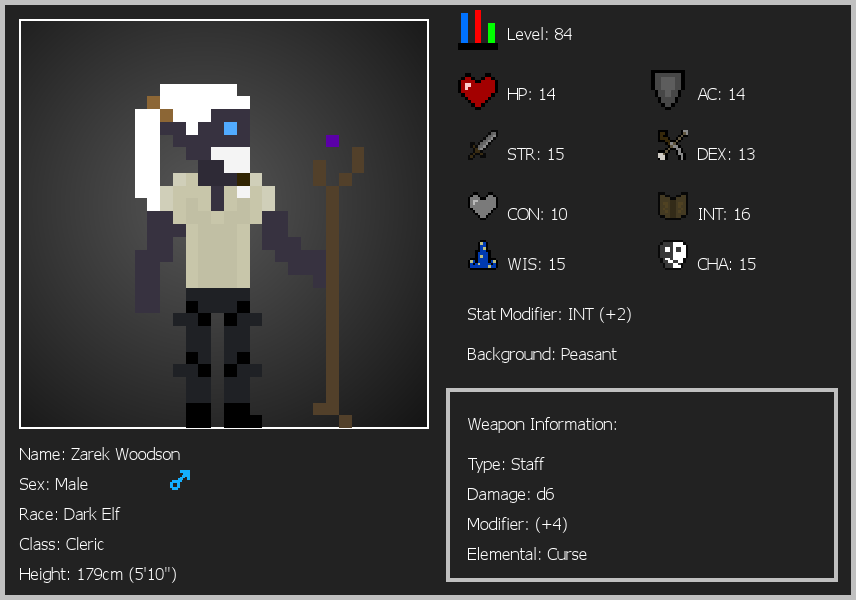 Level: 84
HP: 14
AC: 14
STR: 15
DEX: 13
CON: 10
INT: 16
WIS: 15
CHA: 15
Stat Modifier: INT (+2)
Background: Peasant
Weapon Information:
Type: Staff
Damage: d6
Modifier: (+4)
Elemental: Curse
Name: Zarek Woodson
Sex: Male
Race: Dark Elf
Class: Cleric
Height: 179cm (5'10")